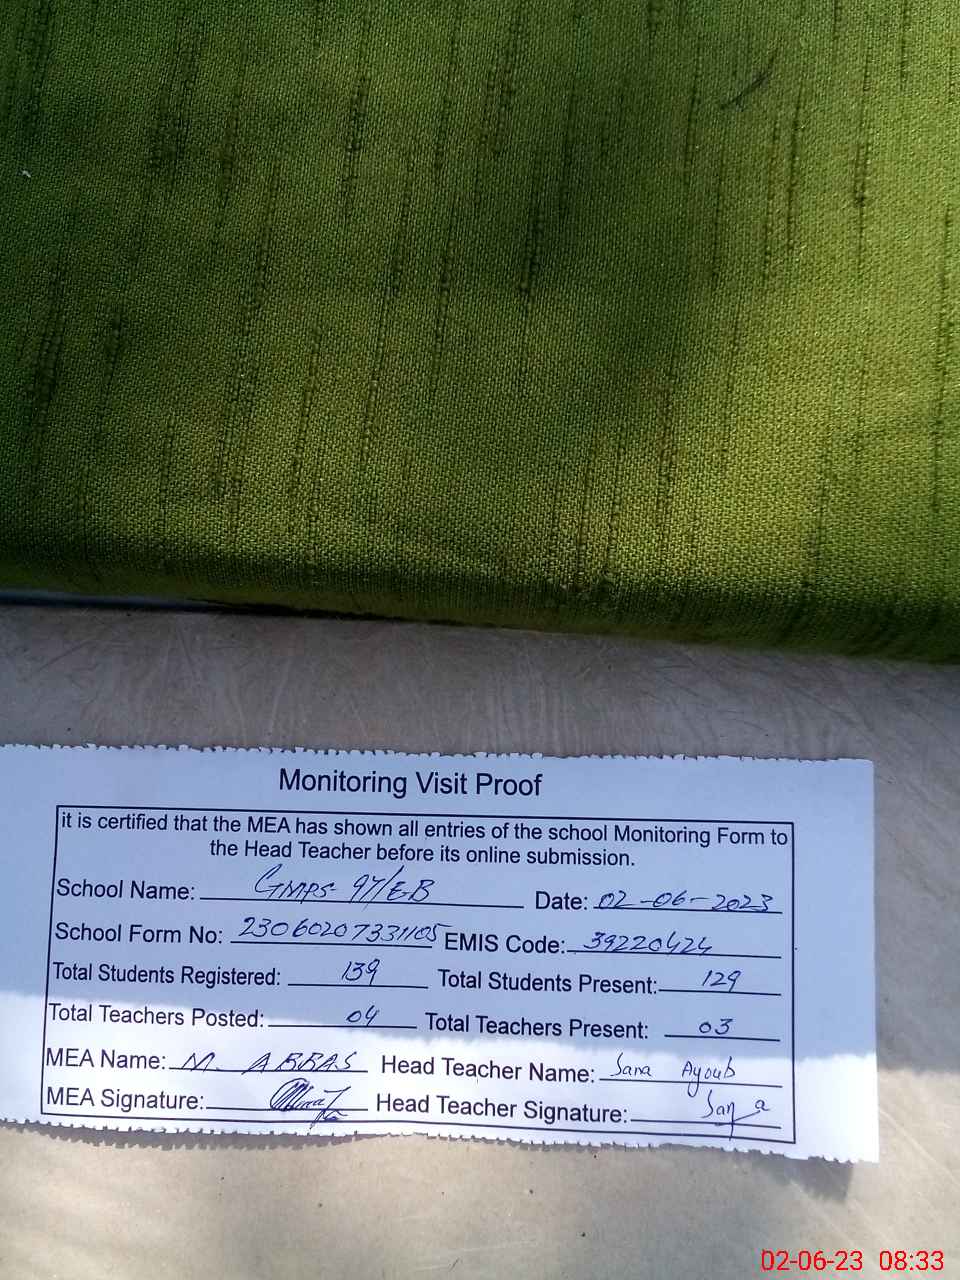 Monitoring Visit Proof
it is certified that the MEA has shown all entries of the school Monitoring Form to
the Head Teacher before its online submission.
School Name: GMPS 97/EB Date: 02-06-2023
School Form No: 23060207331105 EMIS Code: 39220424
Total Students Registered: 139 Total Students Present: 129
Total Teachers Posted: 04 Total Teachers Present: 03
MEA Name: M. ABBAS Head Teacher Name: Sana Ayoub
MEA Signature: Head Teacher Signature: Sana
02-06-23 08:33